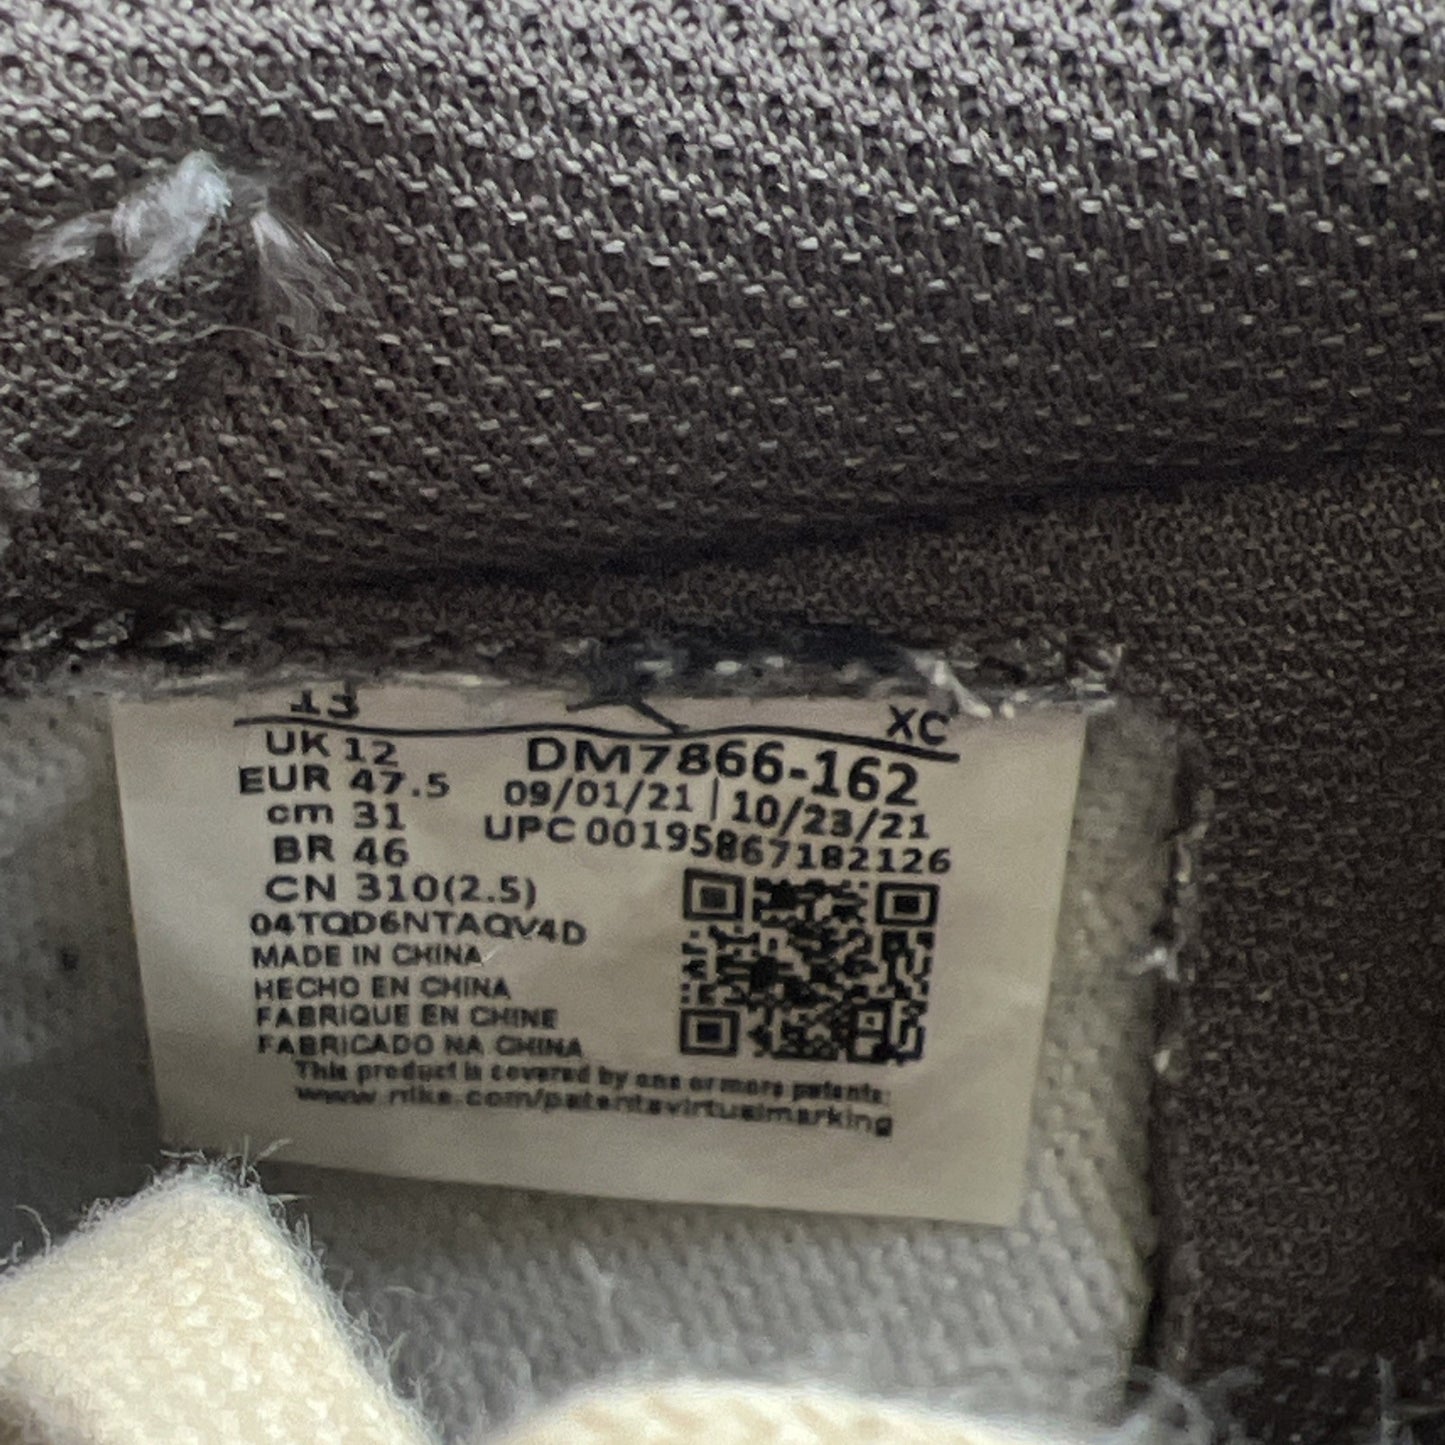 13 XC
UK 12
EUR 47.5
cm 31
BR 46
CN 310(2.5)
DM7866-162
09/01/21 | 10/23/21
UPC 00195867182126
04TQD6NTAQV4D
MADE IN CHINA
HECHO EN CHINA
FABRIQUE EN CHINE
FABRICADO NA CHINA
This product is covered by one or more patents:
www.nike.com/patentsvirtualmarking